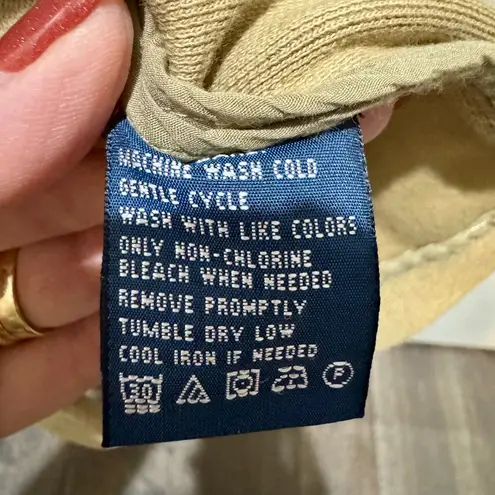 MACHINE WASH COLD
GENTLE CYCLE
WASH WITH LIKE COLORS
ONLY NON-CHLORINE
BLEACH WHEN NEEDED
REMOVE PROMPTLY
TUMBLE DRY LOW
COOL IRON IF NEEDED
30 P